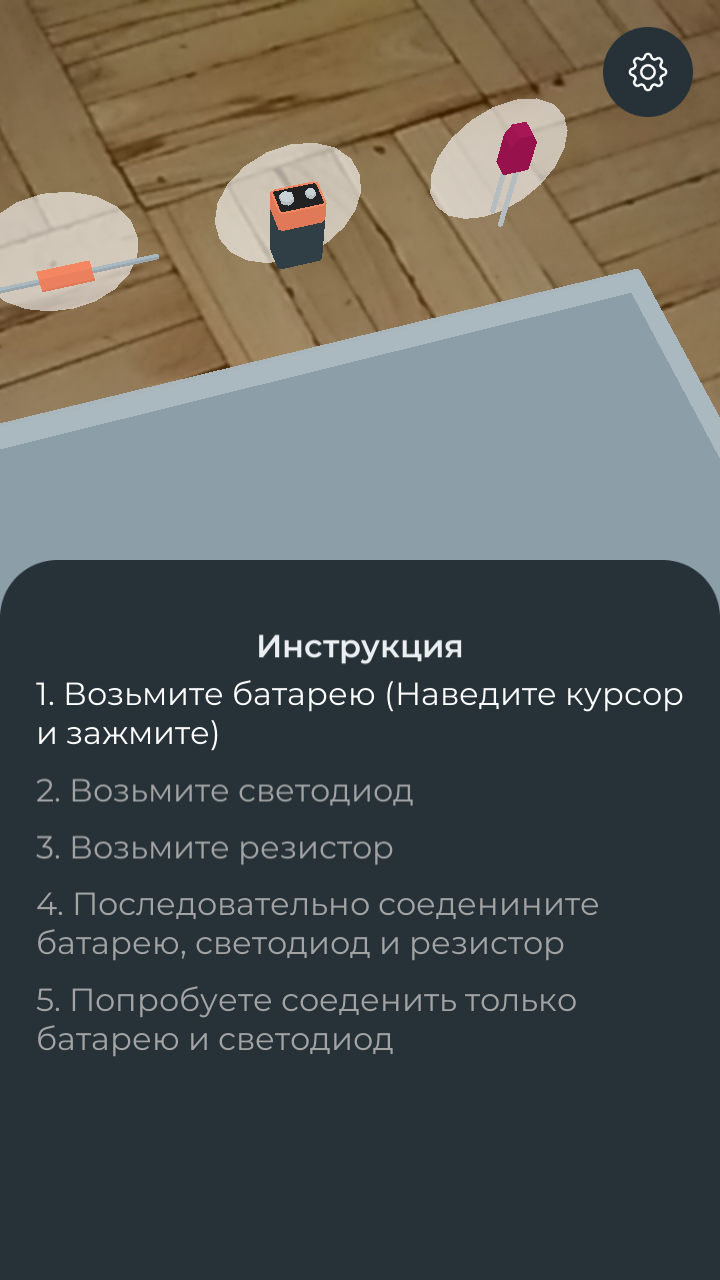 Инструкция
1. Возьмите батарею (Наведите курсор
и зажмите)
2. Возьмите светодиод
3. Возьмите резистор
4. Последовательно соеденините
батарею, светодиод и резистор
5. Попробуете соеденить только
батарею и светодиод